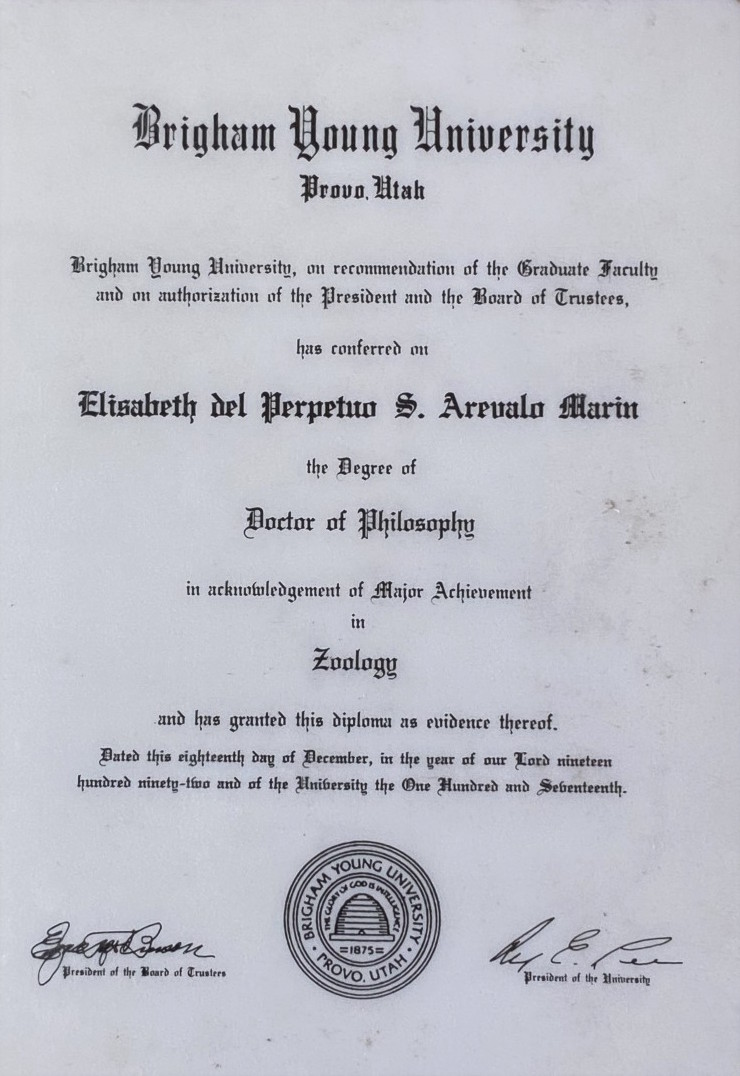 Brigham Young University
Provo, Utah
Brigham Young University, on recommendation of the Graduate Faculty
and on authorization of the President and the Board of Trustees,
has conferred on
Elisabeth del Perpetuo S. Arevalo Marin
the Degree of
Doctor of Philosophy
in acknowledgement of Major Achievement
in
Zoology
and has granted this diploma as evidence thereof.
Dated this eighteenth day of December, in the year of our Lord nineteen
hundred ninety-two and of the University the One Hundred and Seventeenth.
BRIGHAM YOUNG UNIVERSITY
THE GLORY OF GOD IS INTELLIGENCE
=1875=
• PROVO, UTAH •
President of the Board of Trustees
President of the University